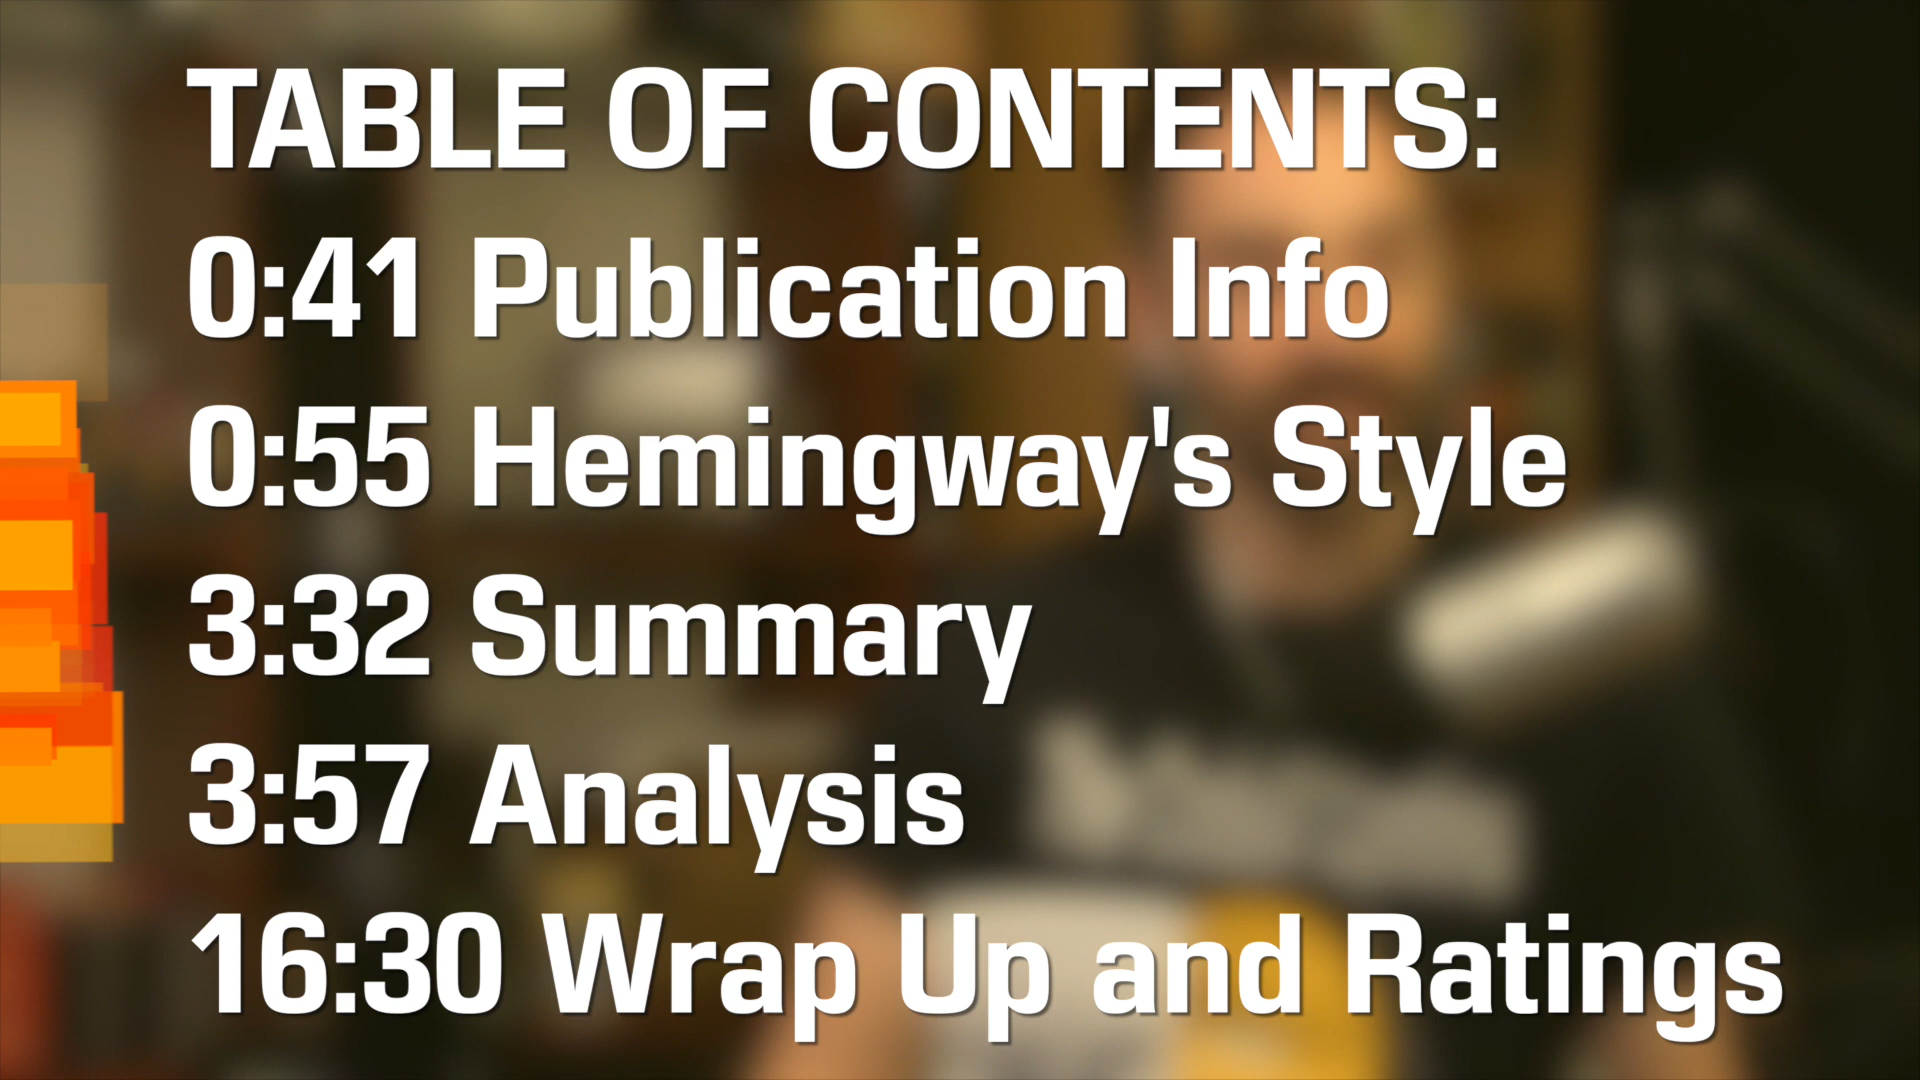 TABLE OF CONTENTS:
0:41 Publication Info
0:55 Hemingway's Style
3:32 Summary
3:57 Analysis
16:30 Wrap Up and Ratings